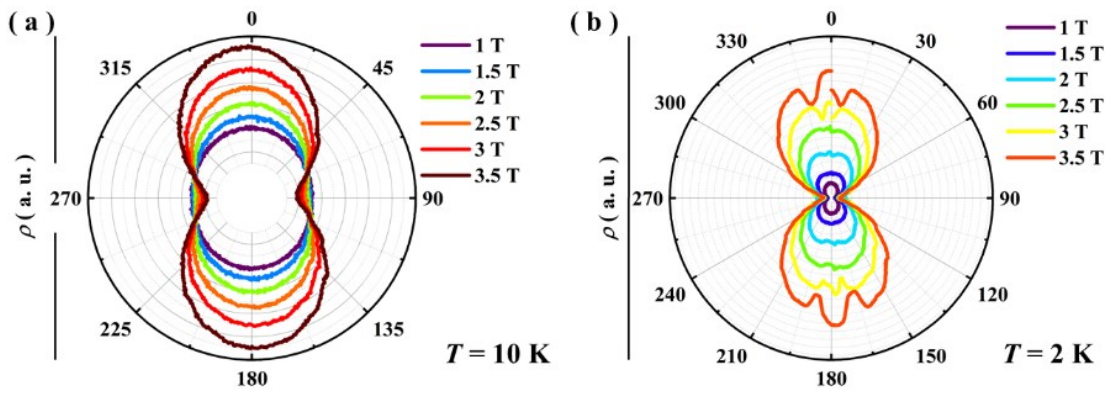 ( a )
0
45
90
135
180
225
270
315
ρ ( a. u. )
1 T
1.5 T
2 T
2.5 T
3 T
3.5 T
T = 10 K
( b )
0
30
60
90
120
150
180
210
240
270
300
330
ρ ( a. u. )
1 T
1.5 T
2 T
2.5 T
3 T
3.5 T
T = 2 K